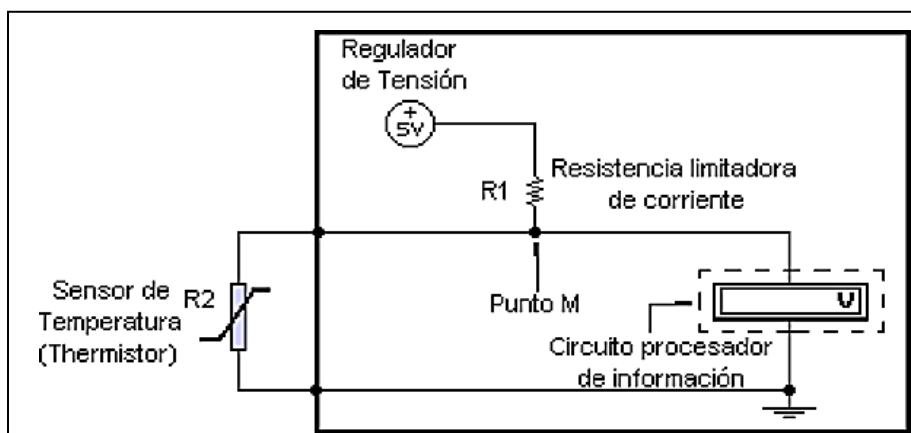 Regulador
de Tensión
+
5V
R1
Resistencia limitadora
de corriente
Sensor de
Temperatura
(Thermistor)
R2
Punto M
V
Circuito procesador
de información